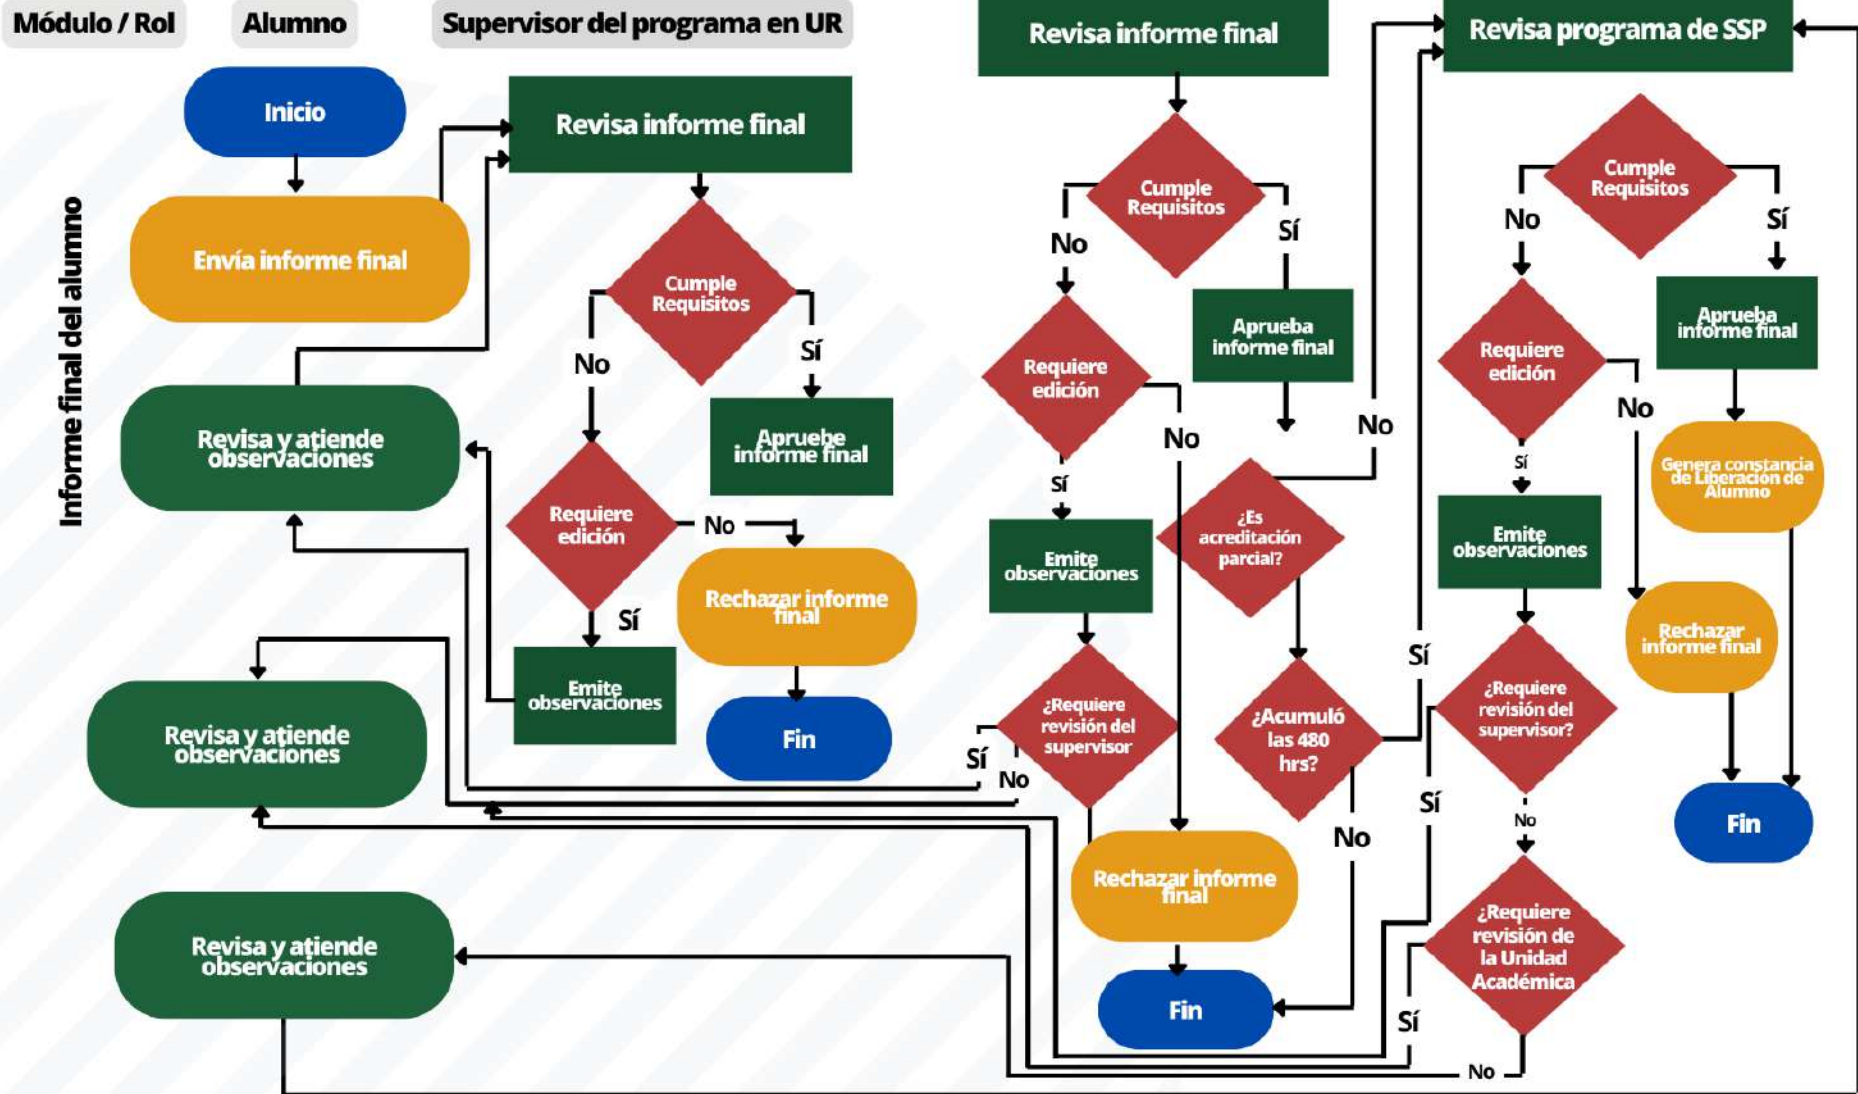 Módulo / Rol
Alumno
Supervisor del programa en UR
Informe final del alumno
Inicio
Envía informe final
Revisa y atiende
observaciones
Revisa y atiende
observaciones
Revisa y atiende
observaciones
Revisa informe final
Cumple
Requisitos
No
Sí
Requiere
edición
Apruebe
informe final
No
Rechazar informe
final
Sí
Emite
observaciones
Fin
Revisa informe final
Cumple
Requisitos
No
Sí
Aprueba
informe final
Requiere
edición
No
Sí
Emite
observaciones
¿Es
acreditación
parcial?
No
¿Requiere
revisión del
supervisor
Sí
No
¿Acumuló
las 480
hrs?
Sí
No
Rechazar informe
final
Fin
Revisa programa de SSP
Cumple
Requisitos
No
Sí
Aprueba
informe final
Requiere
edición
No
Sí
Genera constancia
de Liberación de
Alumno
Emite
observaciones
Rechazar
informe final
¿Requiere
revisión del
supervisor?
Sí
No
Fin
¿Requiere
revisión de
la Unidad
Académica
Sí
No